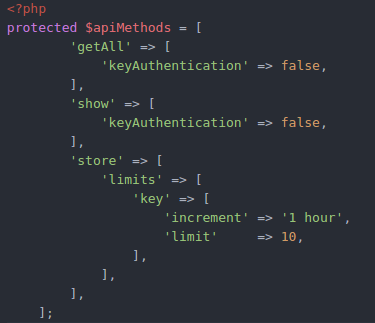 <?php
protected $apiMethods = [
        'getAll' => [
            'keyAuthentication' => false,
        ],
        'show' => [
            'keyAuthentication' => false,
        ],
        'store' => [
            'limits' => [
                'key' => [
                    'increment' => '1 hour',
                    'limit'     => 10,
                ],
            ],
        ],
    ];